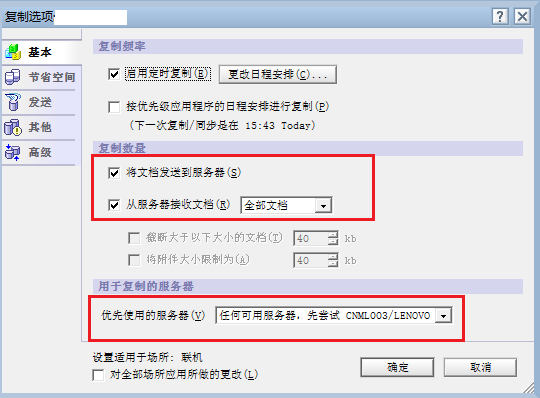 复制选项
基本
节省空间
发送
其他
高级
复制频率
启用定时复制(E)
更改日程安排(C)...
按优先级应用程序的日程安排进行复制(P)
(下一次复制/同步是在 15:43 Today)
复制数量
将文档发送到服务器(S)
从服务器接收文档(R) 全部文档
截断大于以下大小的文档(T) 40 kb
将附件大小限制为(A) 40 kb
用于复制的服务器
优先使用的服务器(V) 任何可用服务器, 先尝试 CNML003/LENOVO
设置适用于场所: 联机
对全部场所应用所做的更改(L)
确定
取消